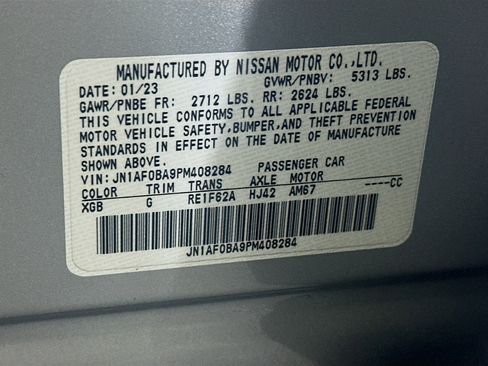 MANUFACTURED BY NISSAN MOTOR CO.,LTD.
DATE: 01/23 GVWR/PNBV: 5313 LBS.
GAWR/PNBE FR: 2712 LBS. RR: 2624 LBS.
THIS VEHICLE CONFORMS TO ALL APPLICABLE FEDERAL
MOTOR VEHICLE SAFETY,BUMPER,AND THEFT PREVENTION
STANDARDS IN EFFECT ON THE DATE OF MANUFACTURE
SHOWN ABOVE.
VIN: JN1AF0BA9PM408284 PASSENGER CAR
COLOR TRIM TRANS AXLE MOTOR ----CC
XGB G RE1F62A HJ42 AM67
JN1AF0BA9PM408284